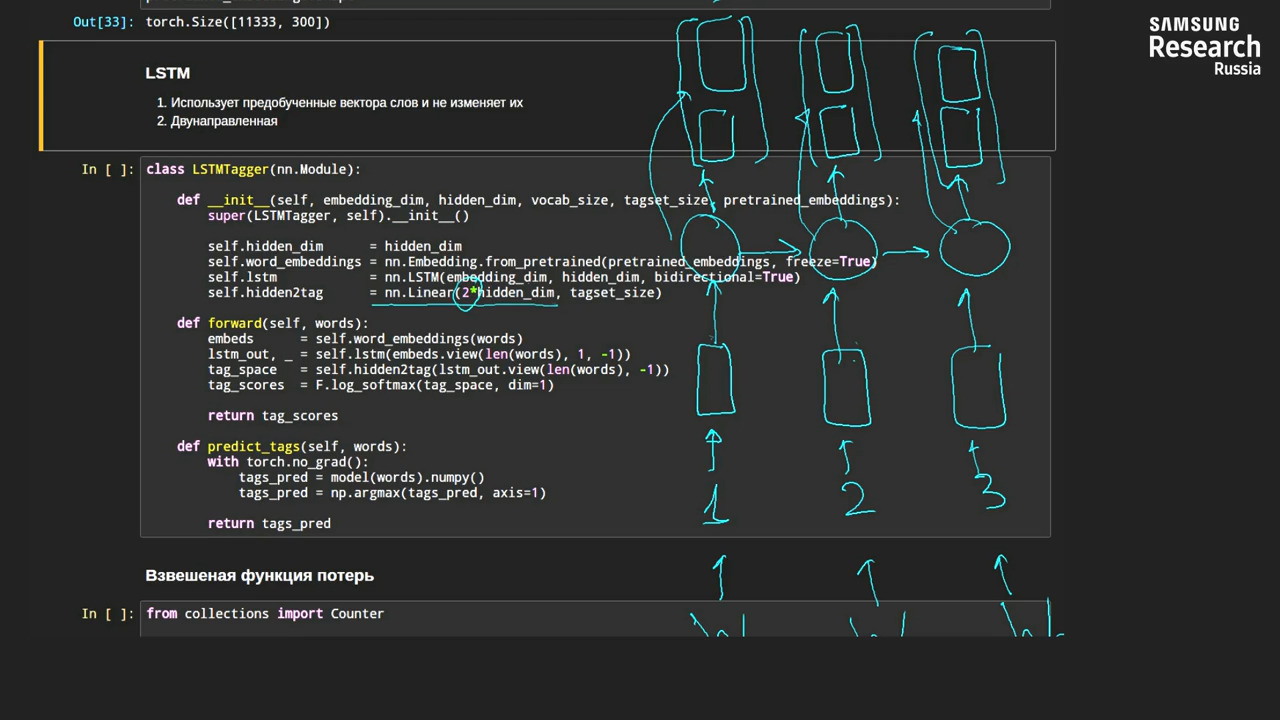 Out[33]: torch.Size([11333, 300])
SAMSUNG
Research
Russia
LSTM
1. Использует предобученные вектора слов и не изменяет их
2. Двунаправленная
In [ ]: class LSTMTagger(nn.Module):
def __init__(self, embedding_dim, hidden_dim, vocab_size, tagset_size, pretrained_embeddings):
super(LSTMTagger, self).__init__()
self.hidden_dim = hidden_dim
self.word_embeddings = nn.Embedding.from_pretrained(pretrained_embeddings, freeze=True)
self.lstm = nn.LSTM(embedding_dim, hidden_dim, bidirectional=True)
self.hidden2tag = nn.Linear(2*hidden_dim, tagset_size)
def forward(self, words):
embeds = self.word_embeddings(words)
lstm_out, _ = self.lstm(embeds.view(len(words), 1, -1))
tag_space = self.hidden2tag(lstm_out.view(len(words), -1))
tag_scores = F.log_softmax(tag_space, dim=1)
return tag_scores
def predict_tags(self, words):
with torch.no_grad():
tags_pred = model(words).numpy()
tags_pred = np.argmax(tags_pred, axis=1)
return tags_pred
1 2 3
Взвешеная функция потерь
In [ ]: from collections import Counter